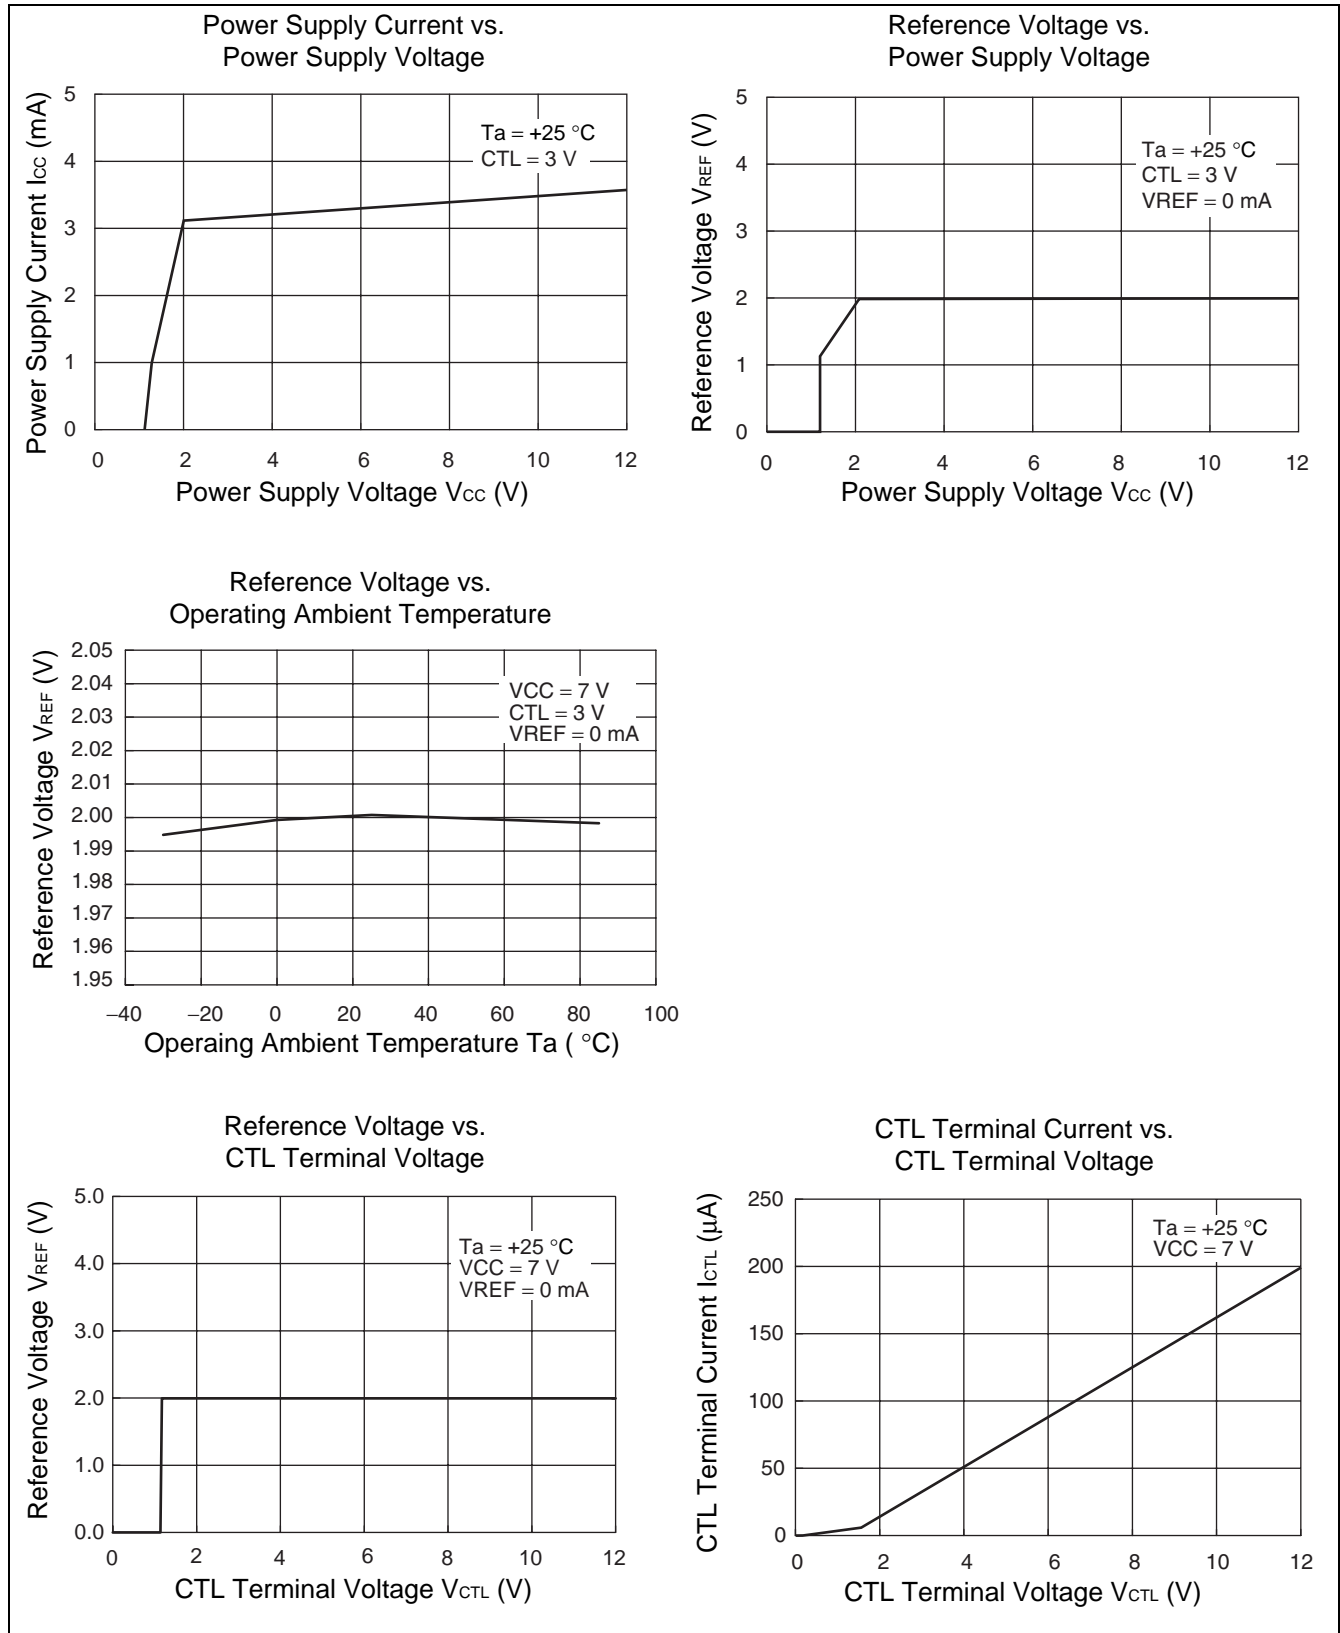 Power Supply Current vs.
Power Supply Voltage
Power Supply Current ICC (mA)
5
4
3
2
1
0
Ta = +25 °C
CTL = 3 V
0 2 4 6 8 10 12
Power Supply Voltage VCC (V)
Reference Voltage vs.
Power Supply Voltage
Reference Voltage VREF (V)
5
4
3
2
1
0
Ta = +25 °C
CTL = 3 V
VREF = 0 mA
0 2 4 6 8 10 12
Power Supply Voltage VCC (V)
Reference Voltage vs.
Operating Ambient Temperature
Reference Voltage VREF (V)
2.05
2.04
2.03
2.02
2.01
2.00
1.99
1.98
1.97
1.96
1.95
VCC = 7 V
CTL = 3 V
VREF = 0 mA
−40 −20 0 20 40 60 80 100
Operaing Ambient Temperature Ta ( °C)
Reference Voltage vs.
CTL Terminal Voltage
Reference Voltage VREF (V)
5.0
4.0
3.0
2.0
1.0
0.0
Ta = +25 °C
VCC = 7 V
VREF = 0 mA
0 2 4 6 8 10 12
CTL Terminal Voltage VCTL (V)
CTL Terminal Current vs.
CTL Terminal Voltage
CTL Terminal Current ICTL (µA)
250
200
150
100
50
0
Ta = +25 °C
VCC = 7 V
0 2 4 6 8 10 12
CTL Terminal Voltage VCTL (V)